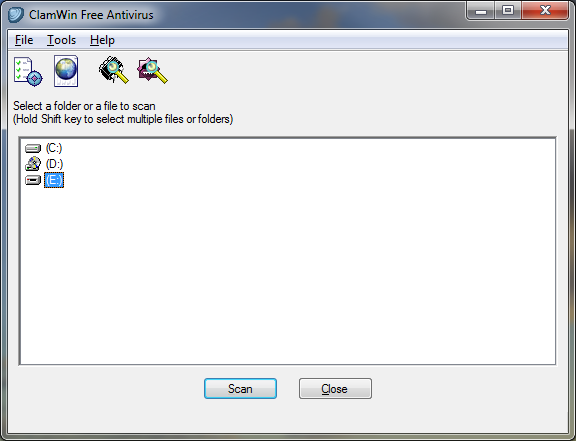 ClamWin Free Antivirus
File Tools Help
Select a folder or a file to scan
(Hold Shift key to select multiple files or folders)
(C:)
(D:)
(E:)
Scan Close